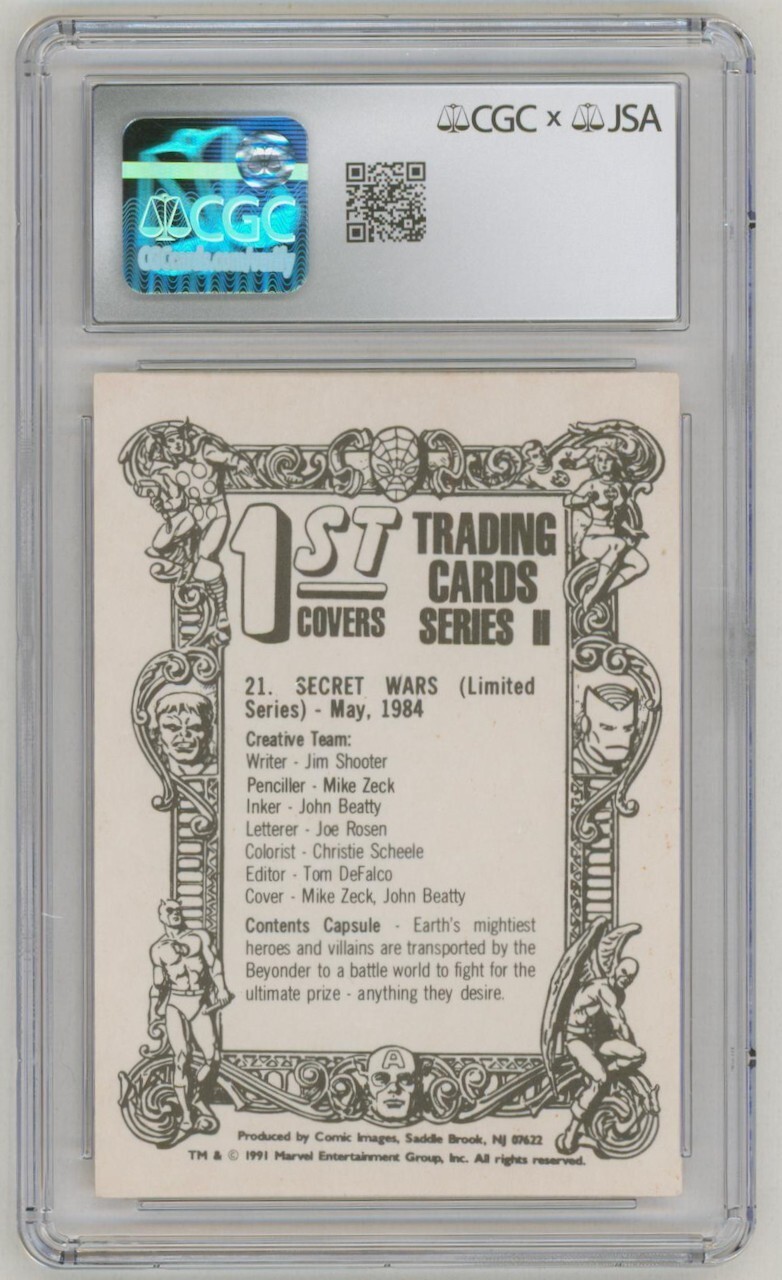 CGC x JSA
CGC
1ST COVERS
TRADING
CARDS
SERIES II
21. SECRET WARS (Limited
Series) - May, 1984
Creative Team:
Writer - Jim Shooter
Penciller - Mike Zeck
Inker - John Beatty
Letterer - Joe Rosen
Colorist - Christie Scheele
Editor - Tom DeFalco
Cover - Mike Zeck, John Beatty
Contents Capsule - Earth's mightiest
heroes and villains are transported by the
Beyonder to a battle world to fight for the
ultimate prize - anything they desire.
A
Produced by Comic Images, Saddle Brook, NJ 07622
TM & © 1991 Marvel Entertainment Group, Inc. All rights reserved.